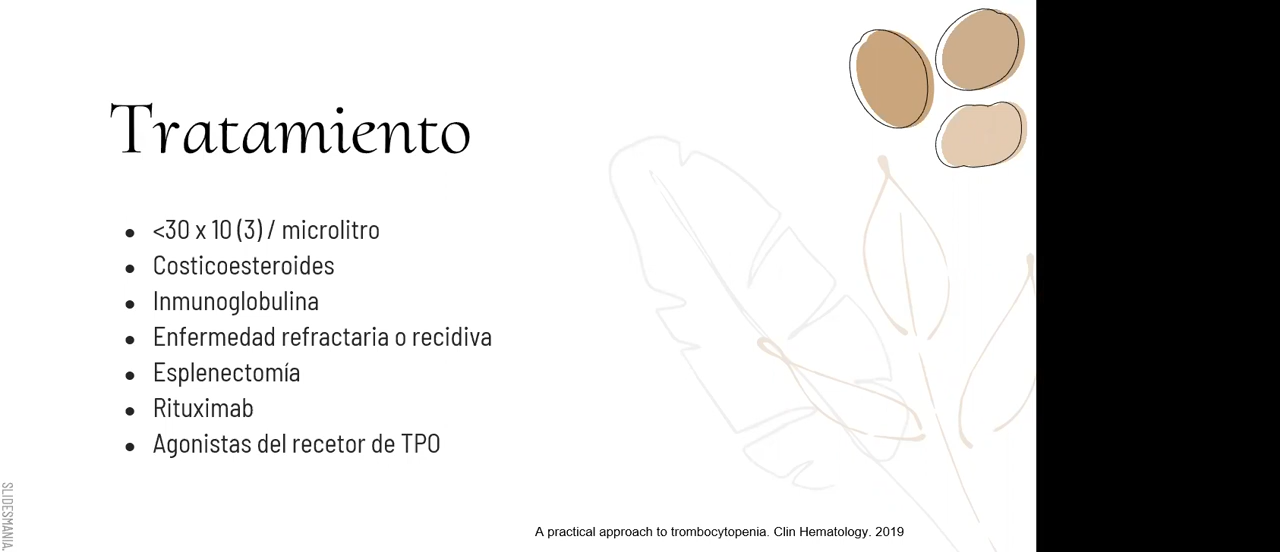 Tratamiento
● <30 x 10 (3) / microlitro
● Costicoesteroides
● Inmunoglobulina
● Enfermedad refractaria o recidiva
● Esplenectomía
● Rituximab
● Agonistas del recetor de TPO
SLIDESMANIA.
A practical approach to trombocytopenia. Clin Hematology. 2019